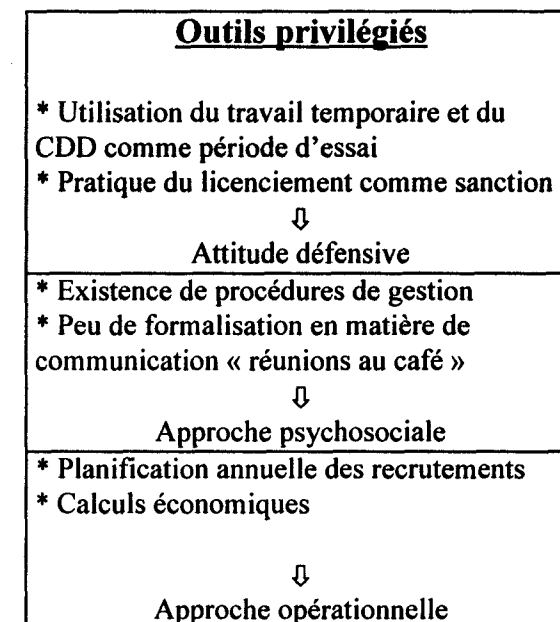 Outils privilégiés
* Utilisation du travail temporaire et du
CDD comme période d'essai
* Pratique du licenciement comme sanction
⇩
Attitude défensive
* Existence de procédures de gestion
* Peu de formalisation en matière de
communication « réunions au café »
⇩
Approche psychosociale
* Planification annuelle des recrutements
* Calculs économiques
⇩
Approche opérationnelle